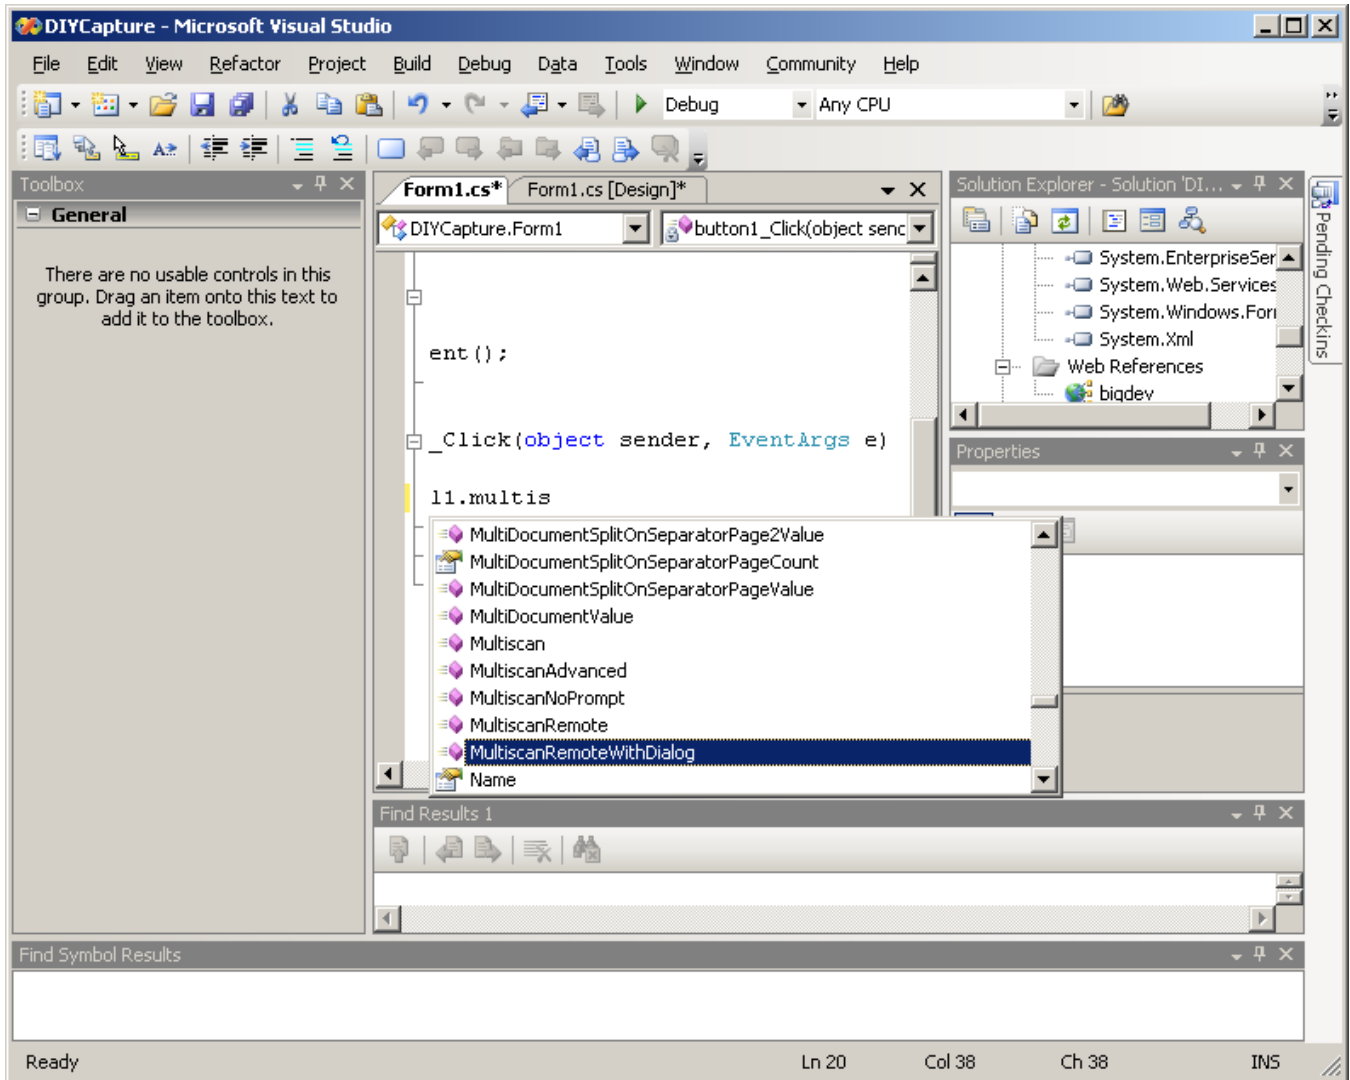 DIYCapture - Microsoft Visual Studio
File Edit View Refactor Project Build Debug Data Tools Window Community Help
Debug Any CPU
Toolbox
General
There are no usable controls in this
group. Drag an item onto this text to
add it to the toolbox.
Form1.cs* Form1.cs [Design]*
DIYCapture.Form1 button1_Click(object senc
ent();
_Click(object sender, EventArgs e)
l1.multis
MultiDocumentSplitOnSeparatorPage2Value
MultiDocumentSplitOnSeparatorPageCount
MultiDocumentSplitOnSeparatorPageValue
MultiDocumentValue
Multiscan
MultiscanAdvanced
MultiscanNoPrompt
MultiscanRemote
MultiscanRemoteWithDialog
Name
Solution Explorer - Solution 'DI...
System.EnterpriseSer
System.Web.Services
System.Windows.For
System.Xml
Web References
bigdev
Properties
Pending Checkins
Find Results 1
Find Symbol Results
Ready Ln 20 Col 38 Ch 38 INS